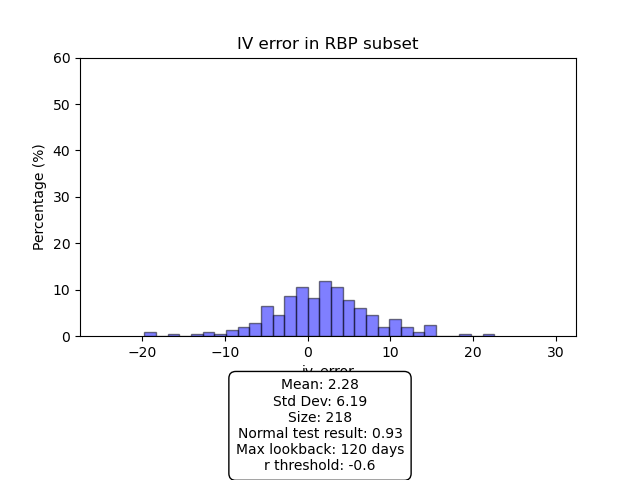 IV error in RBP subset
Percentage (%)
60
50
40
30
20
10
0
−20 −10 0 10 20 30
iv_error
Mean: 2.28
Std Dev: 6.19
Size: 218
Normal test result: 0.93
Max lookback: 120 days
r threshold: -0.6